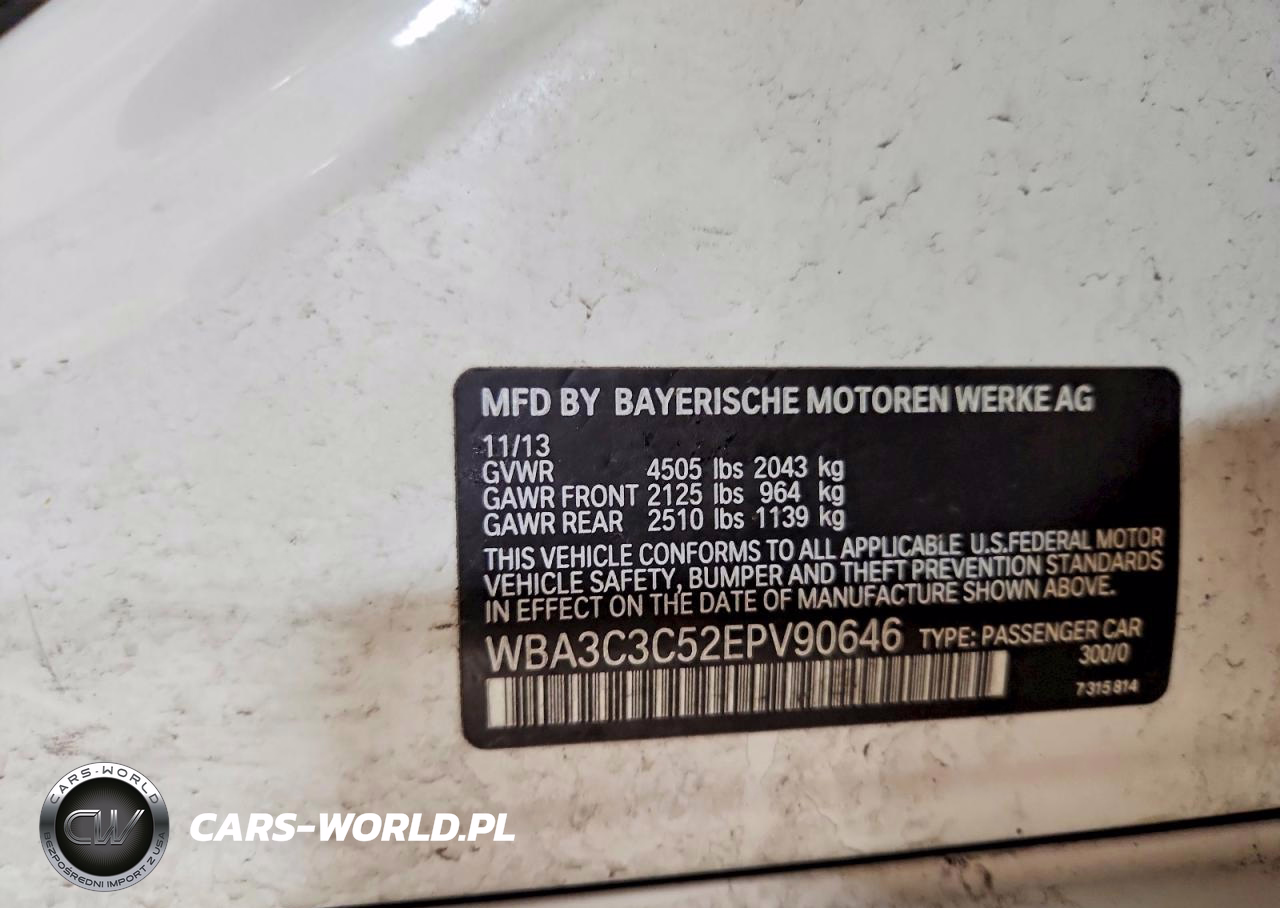 MFD BY BAYERISCHE MOTOREN WERKE AG
11/13
GVWR 4505 lbs 2043 kg
GAWR FRONT 2125 lbs 964 kg
GAWR REAR 2510 lbs 1139 kg
THIS VEHICLE CONFORMS TO ALL APPLICABLE U.S.FEDERAL MOTOR
VEHICLE SAFETY, BUMPER AND THEFT PREVENTION STANDARDS
IN EFFECT ON THE DATE OF MANUFACTURE SHOWN ABOVE.
WBA3C3C52EPV90646 TYPE: PASSENGER CAR
300/0
7315814
CARS-WORLD
CW
BEZPOŚREDNI IMPORT Z USA
CARS-WORLD.PL